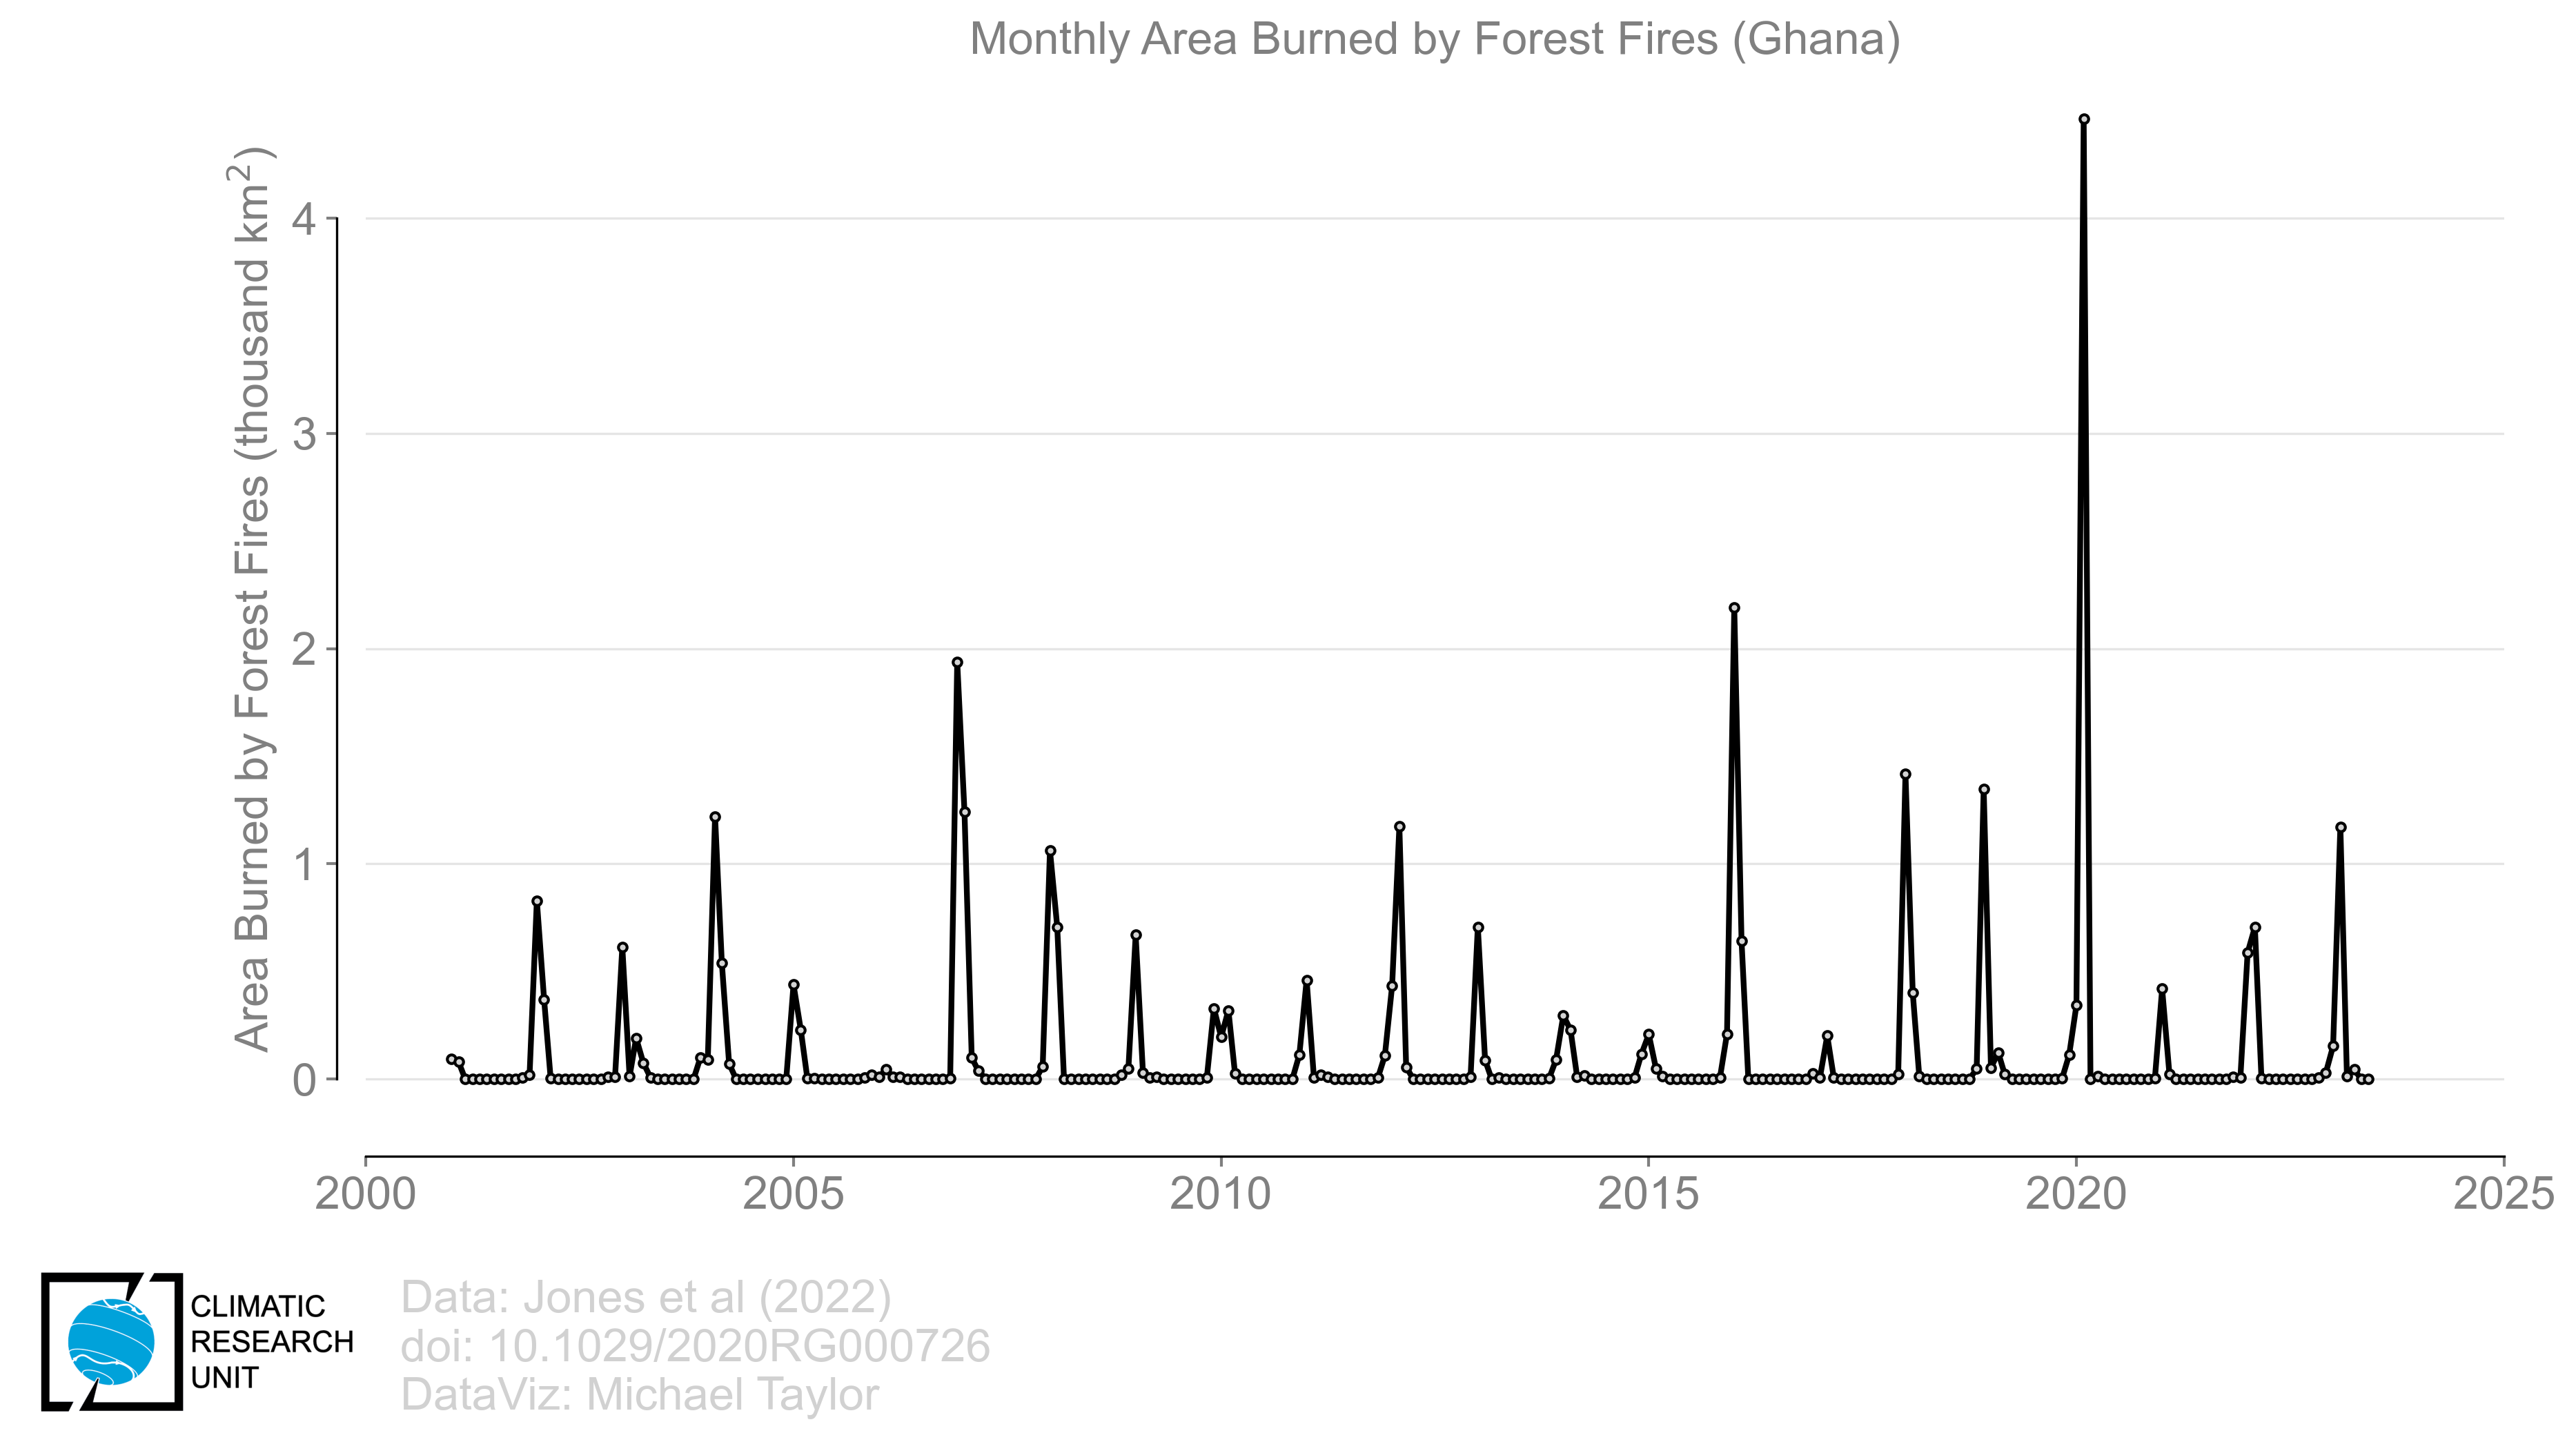 Monthly Area Burned by Forest Fires (Ghana)
Area Burned by Forest Fires (thousand km²)
4
3
2
1
0
2000 2005 2010 2015 2020 2025
CLIMATIC
RESEARCH
UNIT
Data: Jones et al (2022)
doi: 10.1029/2020RG000726
DataViz: Michael Taylor